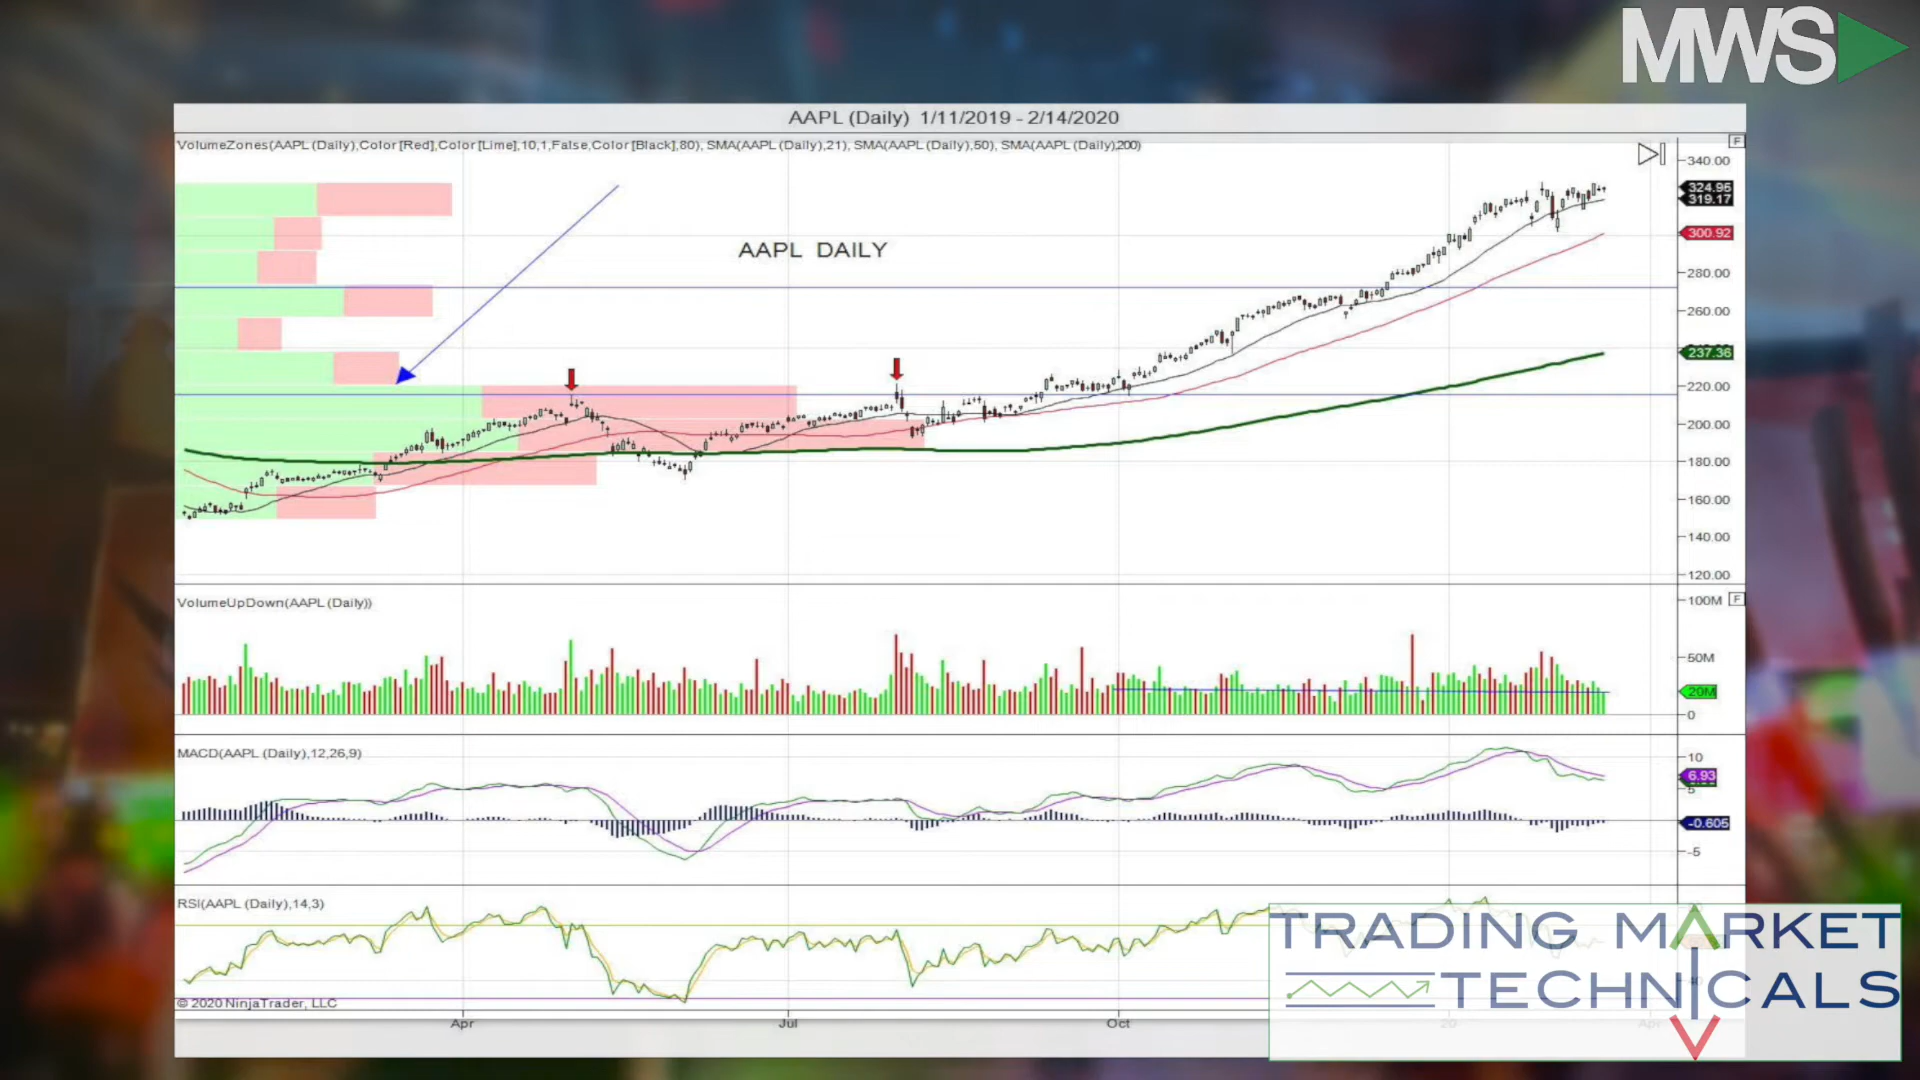 MWS
AAPL (Daily) 1/11/2019 - 2/14/2020
VolumeZones(AAPL (Daily),Color [Red],Color [Lime],10,1,False,Color [Black],80), SMA(AAPL (Daily),21), SMA(AAPL (Daily),50), SMA(AAPL (Daily),200)
F
340.00
324.95
319.17
AAPL DAILY
300.92
280.00
260.00
237.36
220.00
200.00
180.00
160.00
140.00
120.00
VolumeUpDown(AAPL (Daily))
100M
F
50M
20M
0
MACD(AAPL (Daily),12,26,9)
10
6.93
5
-0.605
-5
RSI(AAPL (Daily),14,3)
TRADING MARKET
TECHNICALS
© 2020 NinjaTrader, LLC
Apr
Jul
Oct
20
Apr